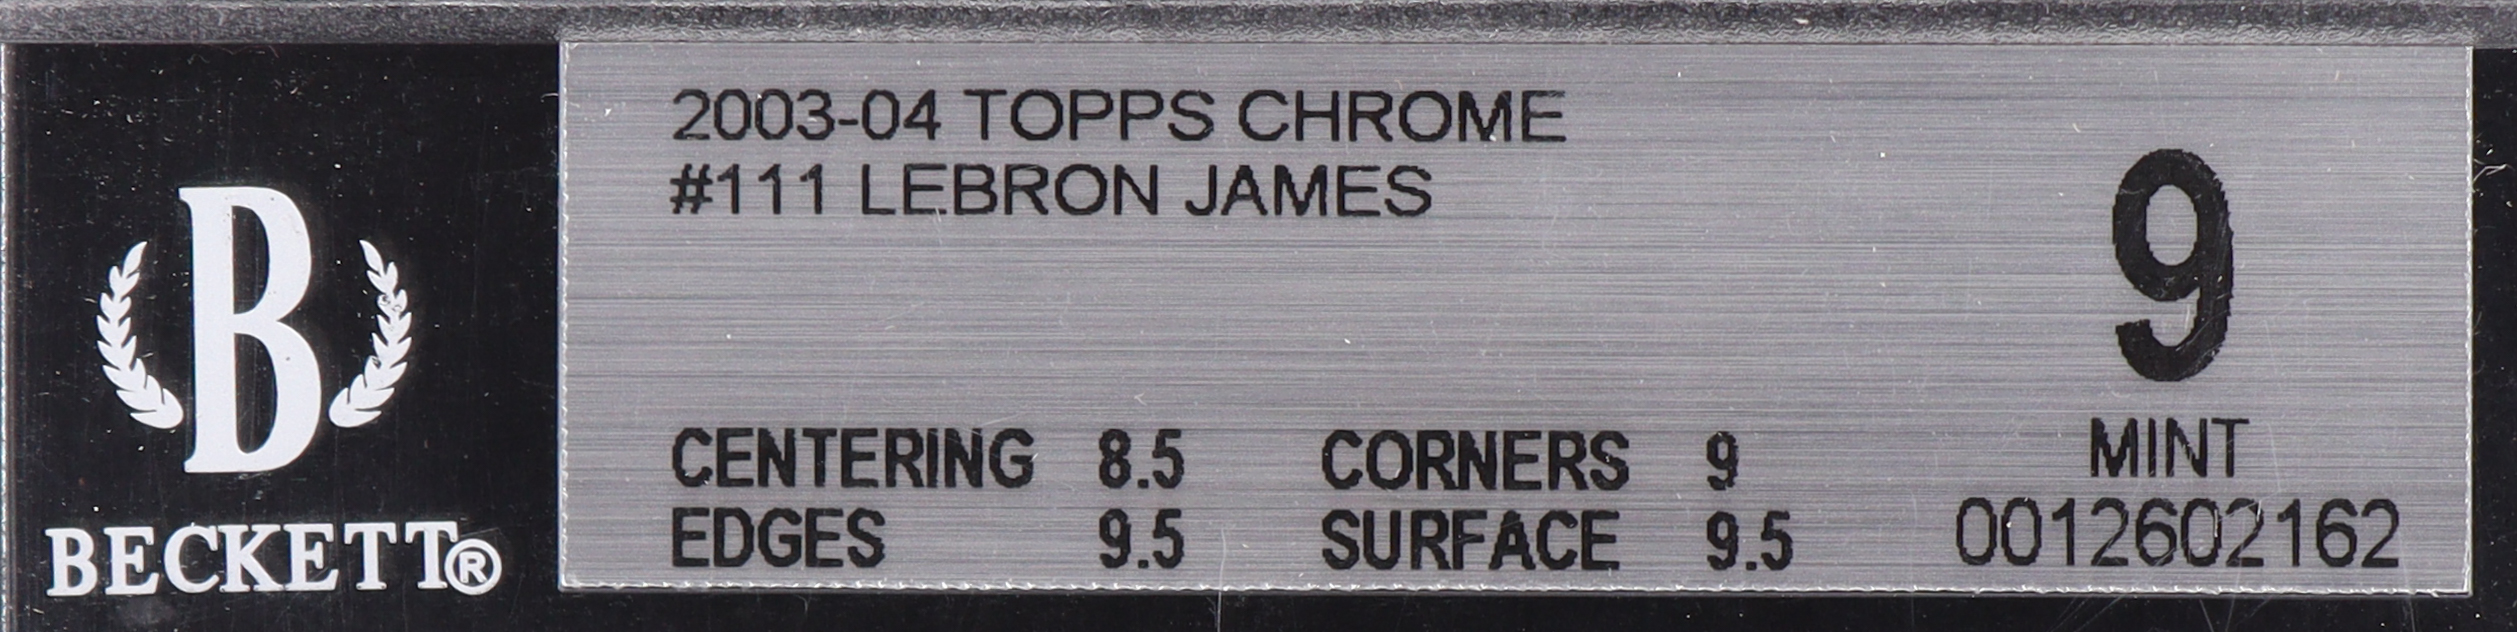 B
BECKETT®
2003-04 TOPPS CHROME
#111 LEBRON JAMES
CENTERING 8.5 CORNERS 9
EDGES 9.5 SURFACE 9.5
9
MINT
0012602162